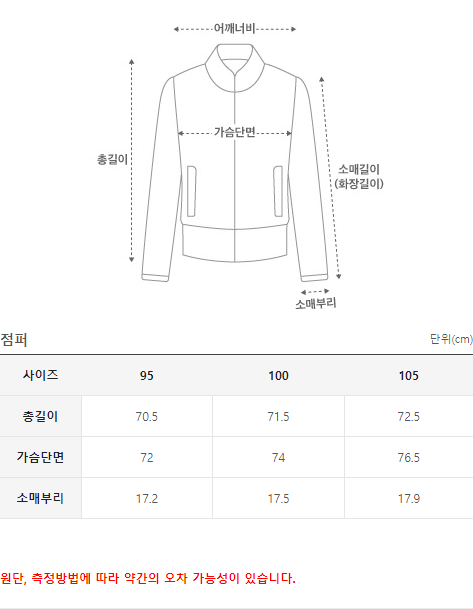 어깨너비
가슴단면
총길이
소매길이
(화장길이)
소매부리
점퍼 단위(cm)
사이즈 95 100 105
총길이 70.5 71.5 72.5
가슴단면 72 74 76.5
소매부리 17.2 17.5 17.9
원단, 측정방법에 따라 약간의 오차 가능성이 있습니다.